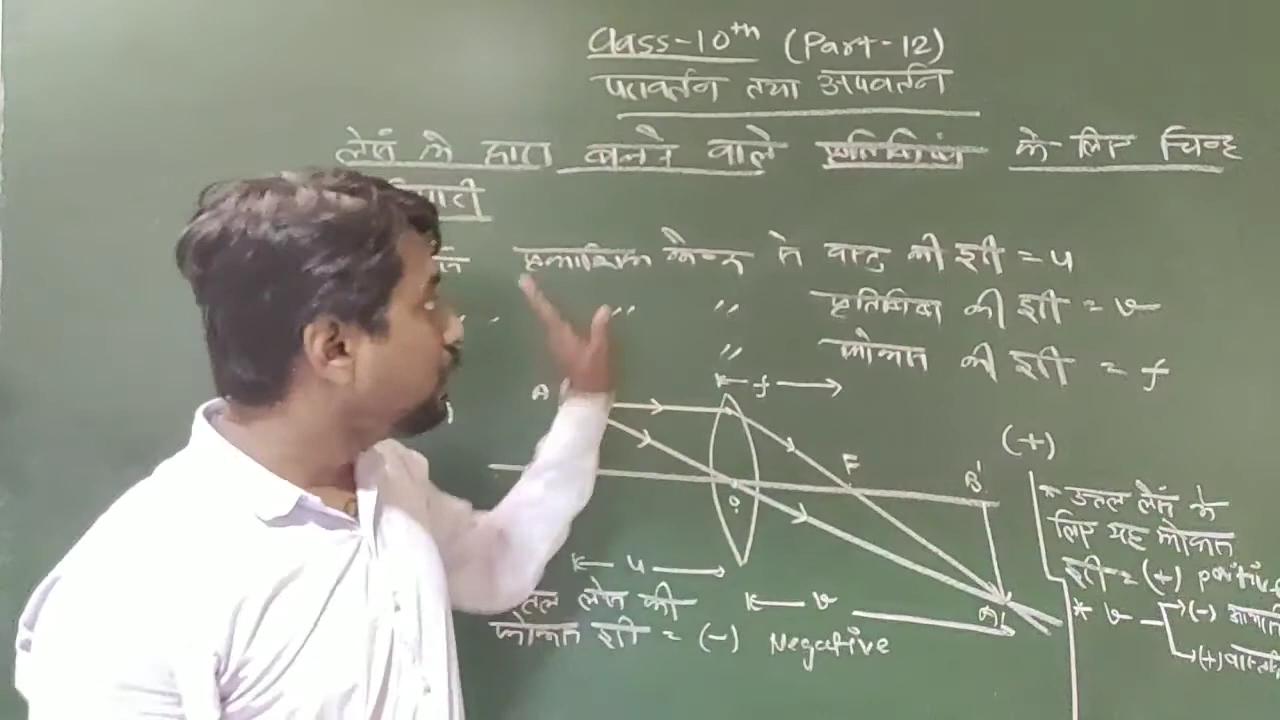 Class-10th (Part-12)
परावर्तन तथा अपवर्तन
लेंस के द्वारा बनने वाले प्रतिबिंब के लिए चिन्ह
प्रकाशिक केन्द्र से वस्तु की दूरी = u
" " प्रतिबिंब की दूरी = v
" फोकस की दूरी = f
f
A
(+)
F
B'
O
u
v
A'
लेंस की
फोकस दूरी = (-) Negative
* उत्तल लेंस के
लिए यह फोकस
दूरी = (+) positive
* v (-)
(+)